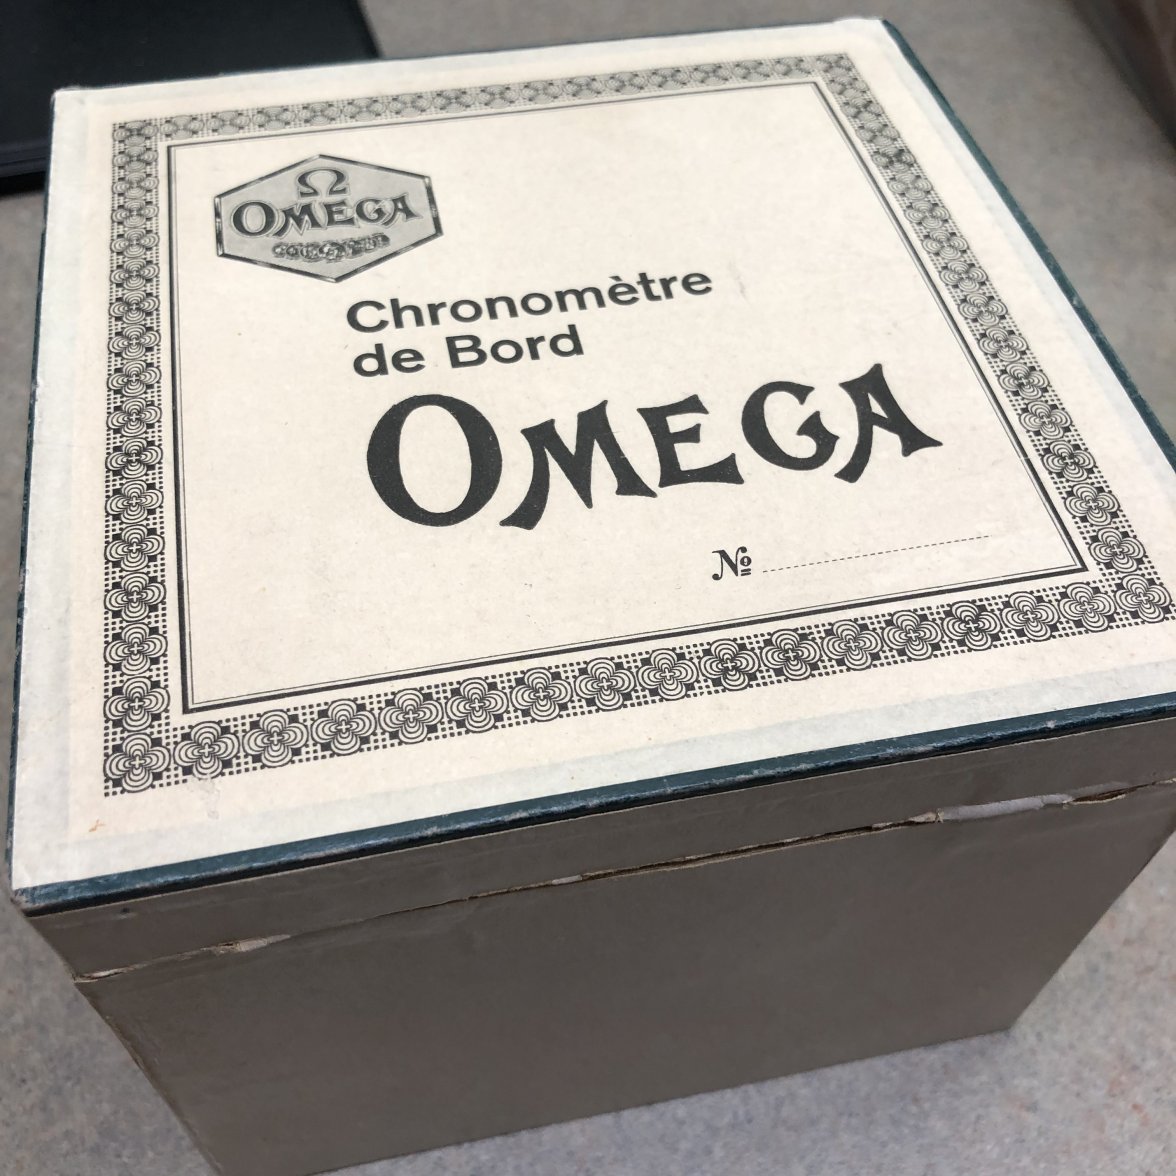 Ω
OMEGA
Chronomètre
de Bord
OMEGA
Nº